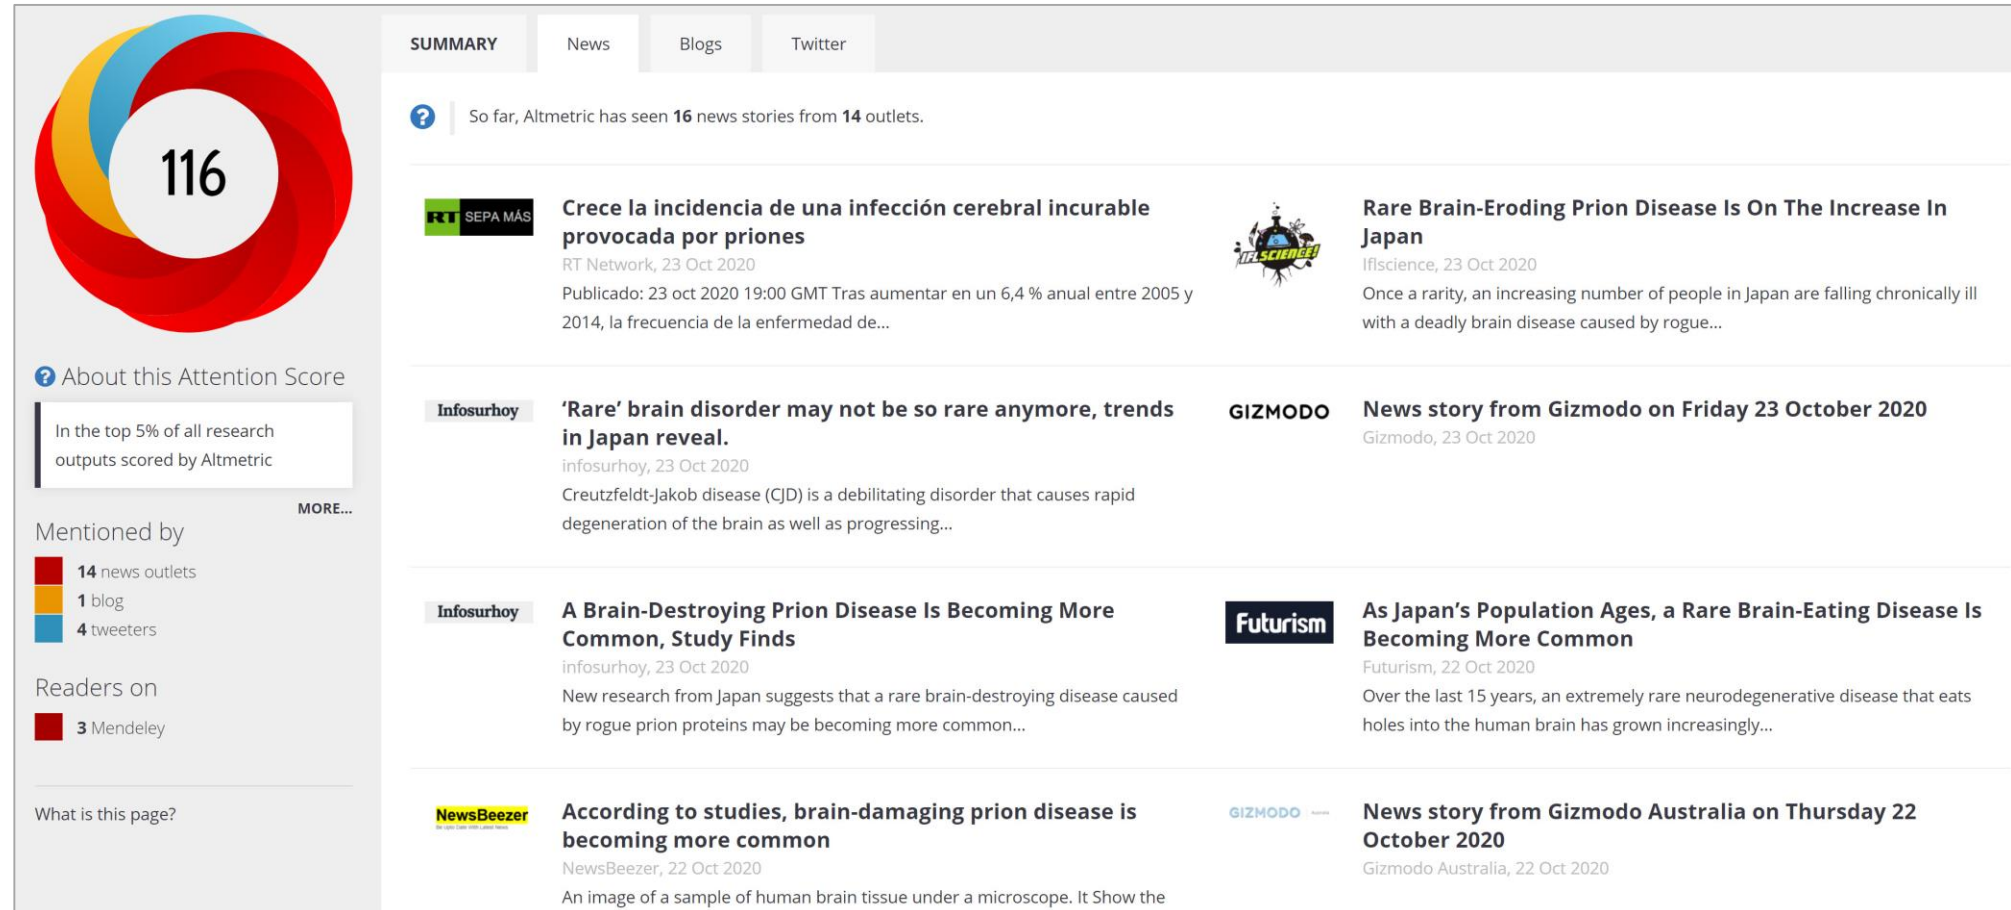 116
About this Attention Score
In the top 5% of all research
outputs scored by Altmetric
MORE...
Mentioned by
14 news outlets
1 blog
4 tweeters
Readers on
3 Mendeley
What is this page?
SUMMARY
News
Blogs
Twitter
So far, Altmetric has seen 16 news stories from 14 outlets.
RT SEPA MÁS
Crece la incidencia de una infección cerebral incurable
provocada por priones
RT Network, 23 Oct 2020
Publicado: 23 oct 2020 19:00 GMT Tras aumentar en un 6,4 % anual entre 2005 y
2014, la frecuencia de la enfermedad de...
IFLSCIENCE!
Rare Brain-Eroding Prion Disease Is On The Increase In
Japan
Iflscience, 23 Oct 2020
Once a rarity, an increasing number of people in Japan are falling chronically ill
with a deadly brain disease caused by rogue...
Infosurhoy
‘Rare’ brain disorder may not be so rare anymore, trends
in Japan reveal.
infosurhoy, 23 Oct 2020
Creutzfeldt-Jakob disease (CJD) is a debilitating disorder that causes rapid
degeneration of the brain as well as progressing...
GIZMODO
News story from Gizmodo on Friday 23 October 2020
Gizmodo, 23 Oct 2020
Infosurhoy
A Brain-Destroying Prion Disease Is Becoming More
Common, Study Finds
infosurhoy, 23 Oct 2020
New research from Japan suggests that a rare brain-destroying disease caused
by rogue prion proteins may be becoming more common...
Futurism
As Japan’s Population Ages, a Rare Brain-Eating Disease Is
Becoming More Common
Futurism, 22 Oct 2020
Over the last 15 years, an extremely rare neurodegenerative disease that eats
holes into the human brain has grown increasingly...
NewsBeezer
According to studies, brain-damaging prion disease is
becoming more common
NewsBeezer, 22 Oct 2020
An image of a sample of human brain tissue under a microscope. It Show the
GIZMODO
News story from Gizmodo Australia on Thursday 22
October 2020
Gizmodo Australia, 22 Oct 2020